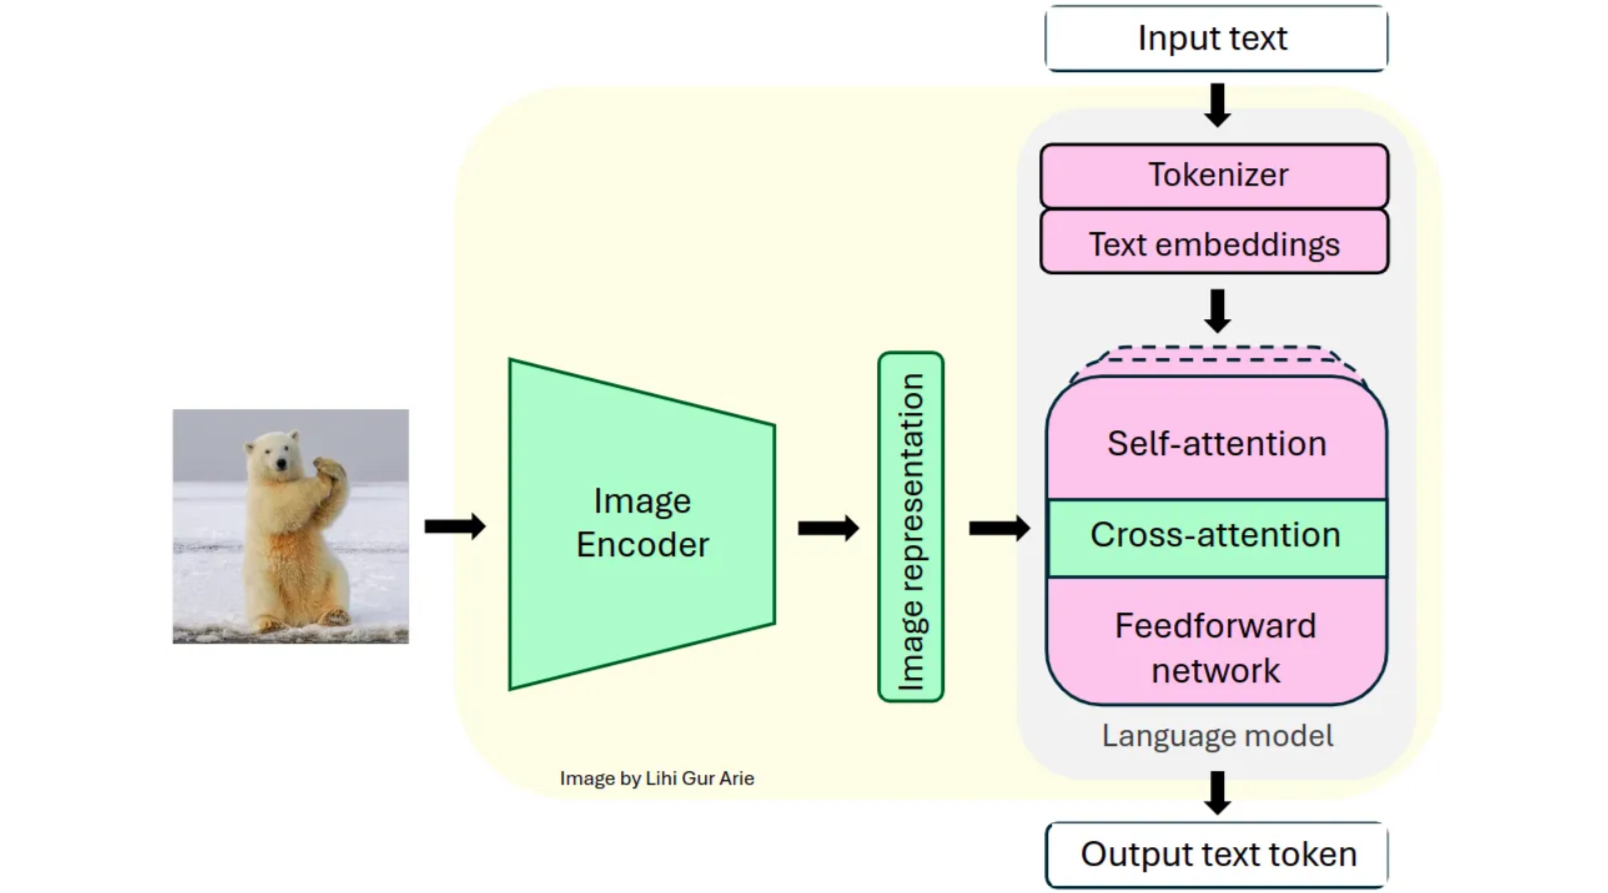 Input text
Tokenizer
Text embeddings
Self-attention
Cross-attention
Feedforward
network
Language model
Output text token
Image
Encoder
Image representation
Image by Lihi Gur Arie